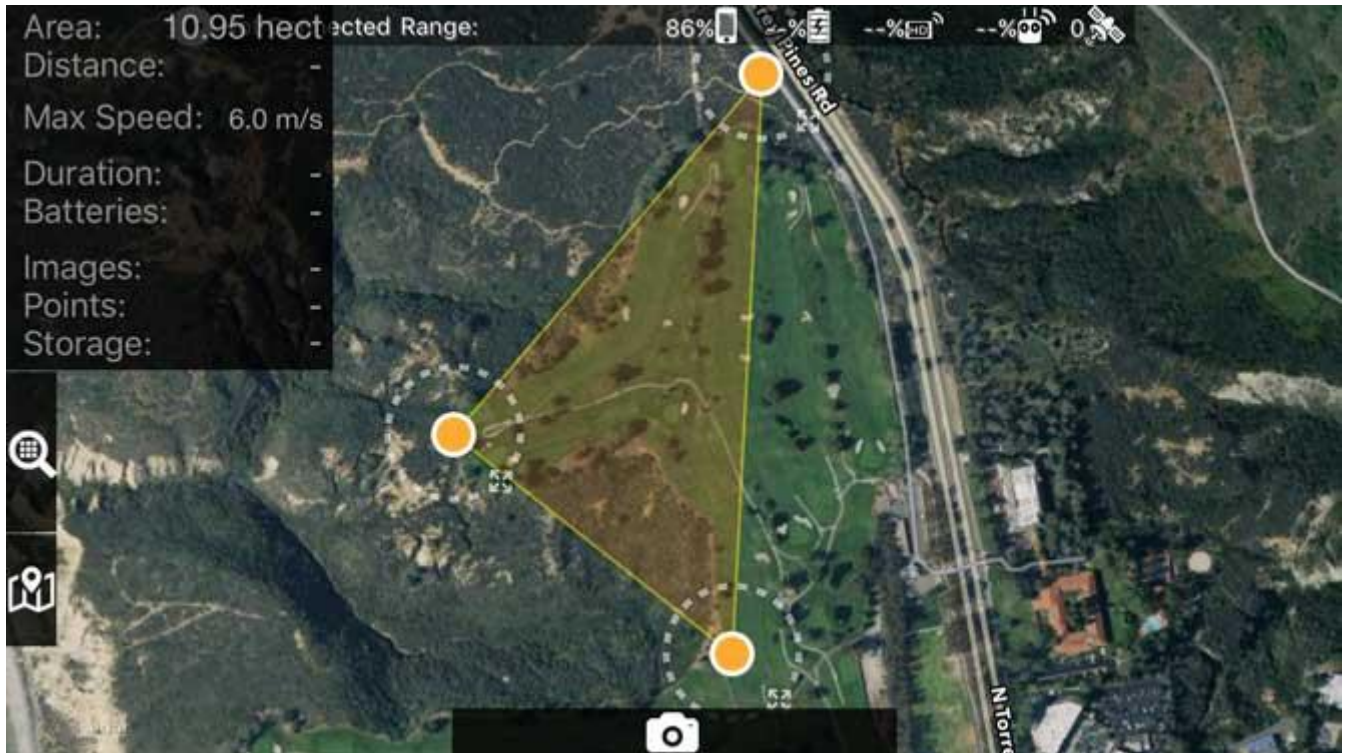 Area: 10.95 hect
ected Range:
86%
%
--%
HD
--%
0
Distance: -
Max Speed: 6.0 m/s
Duration: -
Batteries: -
Images: -
Points: -
Storage: -
Pines Rd
N Torre